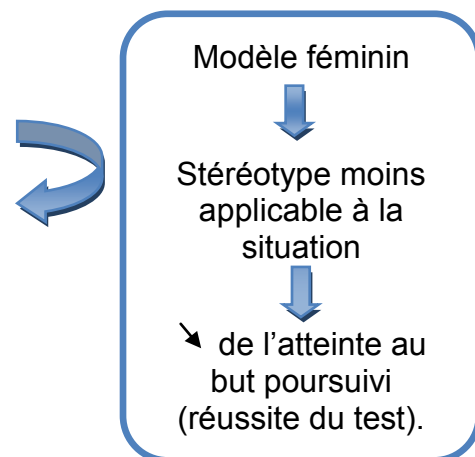 Modèle féminin
Stéréotype moins
applicable à la
situation
↘ de l’atteinte au
but poursuivi
(réussite du test).